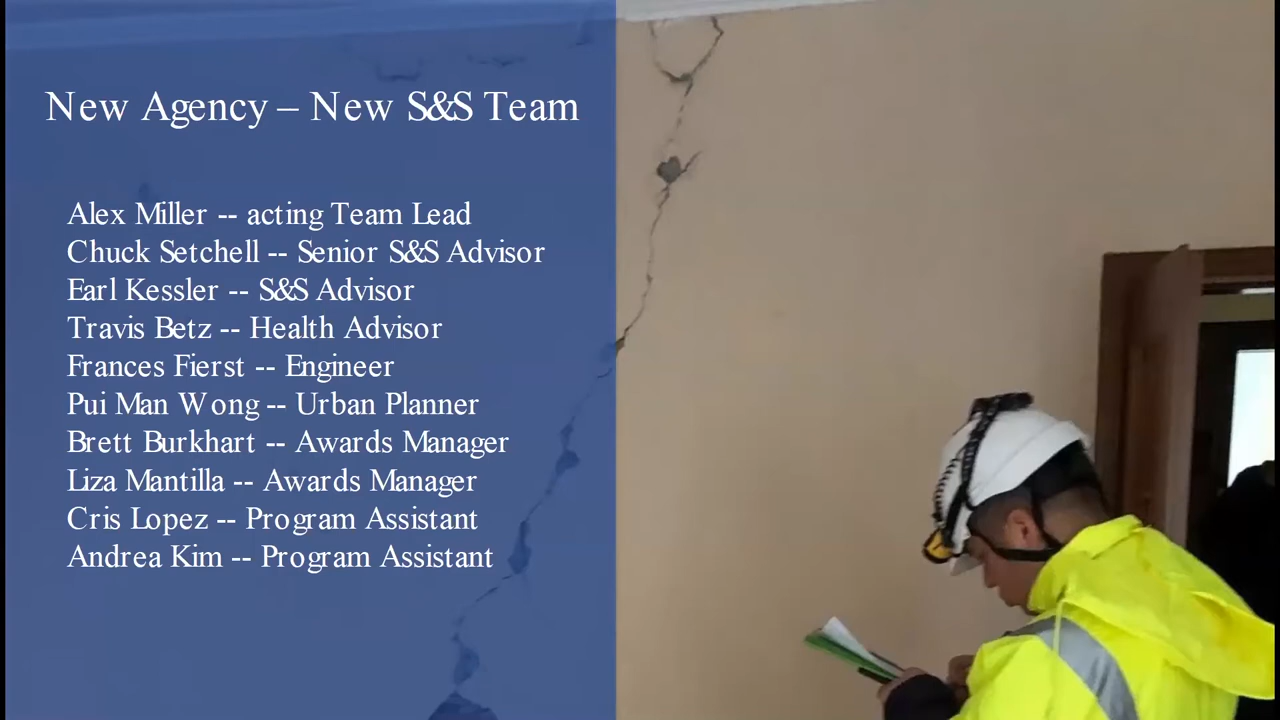 New Agency – New S&S Team
Alex Miller -- acting Team Lead
Chuck Setchell -- Senior S&S Advisor
Earl Kessler -- S&S Advisor
Travis Betz -- Health Advisor
Frances Fierst -- Engineer
Pui Man Wong -- Urban Planner
Brett Burkhart -- Awards Manager
Liza Mantilla -- Awards Manager
Cris Lopez -- Program Assistant
Andrea Kim -- Program Assistant